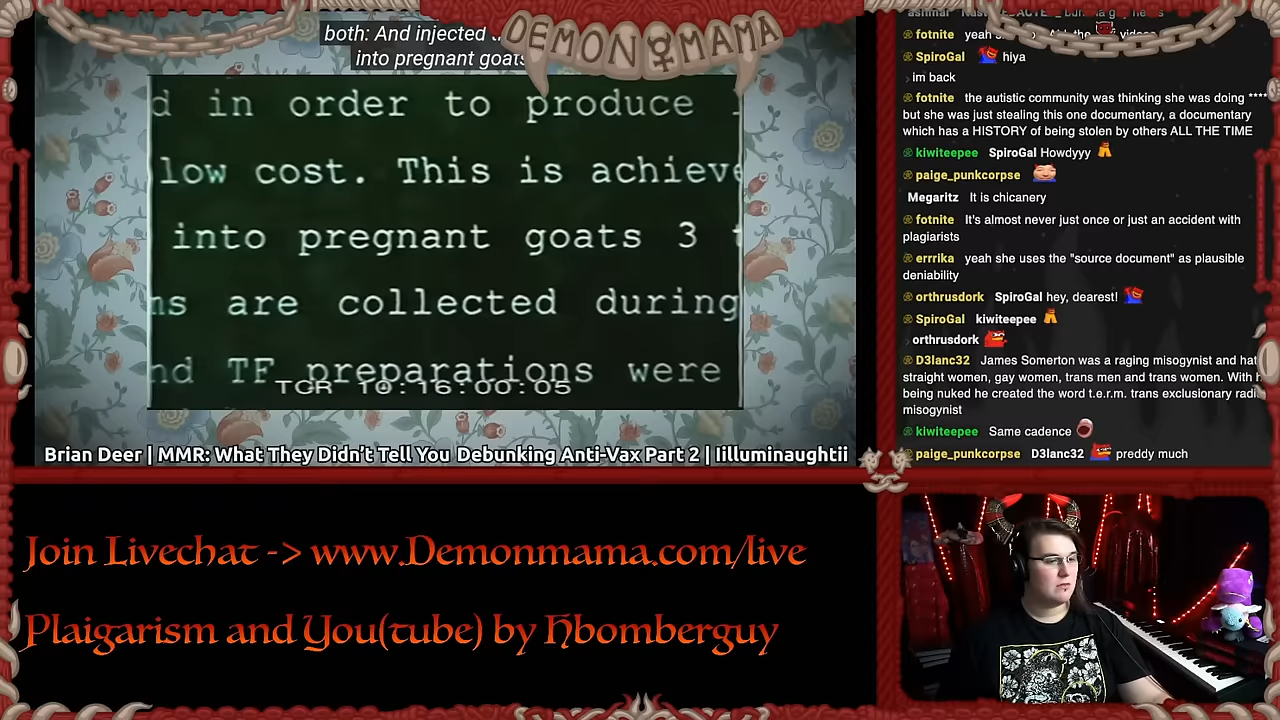 both: And injected
into pregnant goats
DEMON MAMA
d in order to produce
low cost. This is achieve
into pregnant goats 3
are collected during
TF preparations were
TCR 10:16:00:05
Brian Deer | MMR: What They Didn't Tell You Debunking Anti-Vax Part 2 | Iilluminaughtii
fotnite yeah
SpiroGal hiya
im back
fotnite the autistic community was thinking she was doing ****
but she was just stealing this one documentary, a documentary
which has a HISTORY of being stolen by others ALL THE TIME
kiwiteepee SpiroGal Howdyyy
paige_punkcorpse
Megaritz It is chicanery
fotnite It's almost never just once or just an accident with
plagiarists
errrika yeah she uses the "source document" as plausible
deniability
orthrusdork SpiroGal hey, dearest!
SpiroGal kiwiteepee
orthrusdork
D3lanc32 James Somerton was a raging misogynist and hat
straight women, gay women, trans men and trans women. With
being nuked he created the word t.e.r.m. trans exclusionary radi
misogynist
kiwiteepee Same cadence
paige_punkcorpse D3lanc32 preddy much
Join Livechat -> www.Demonmama.com/live
Plaigarism and You(tube) by Hbomberguy